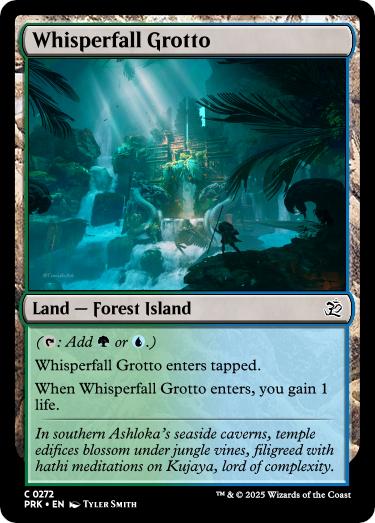 Whisperfall Grotto
Land — Forest Island
(: Add or .)
Whisperfall Grotto enters tapped.
When Whisperfall Grotto enters, you gain 1
life.
In southern Ashloka's seaside caverns, temple
edifices blossom under jungle vines, filigreed with
hathi meditations on Kujaya, lord of complexity.
C 0272
PRK • EN Tyler Smith
™ & © 2025 Wizards of the Coast